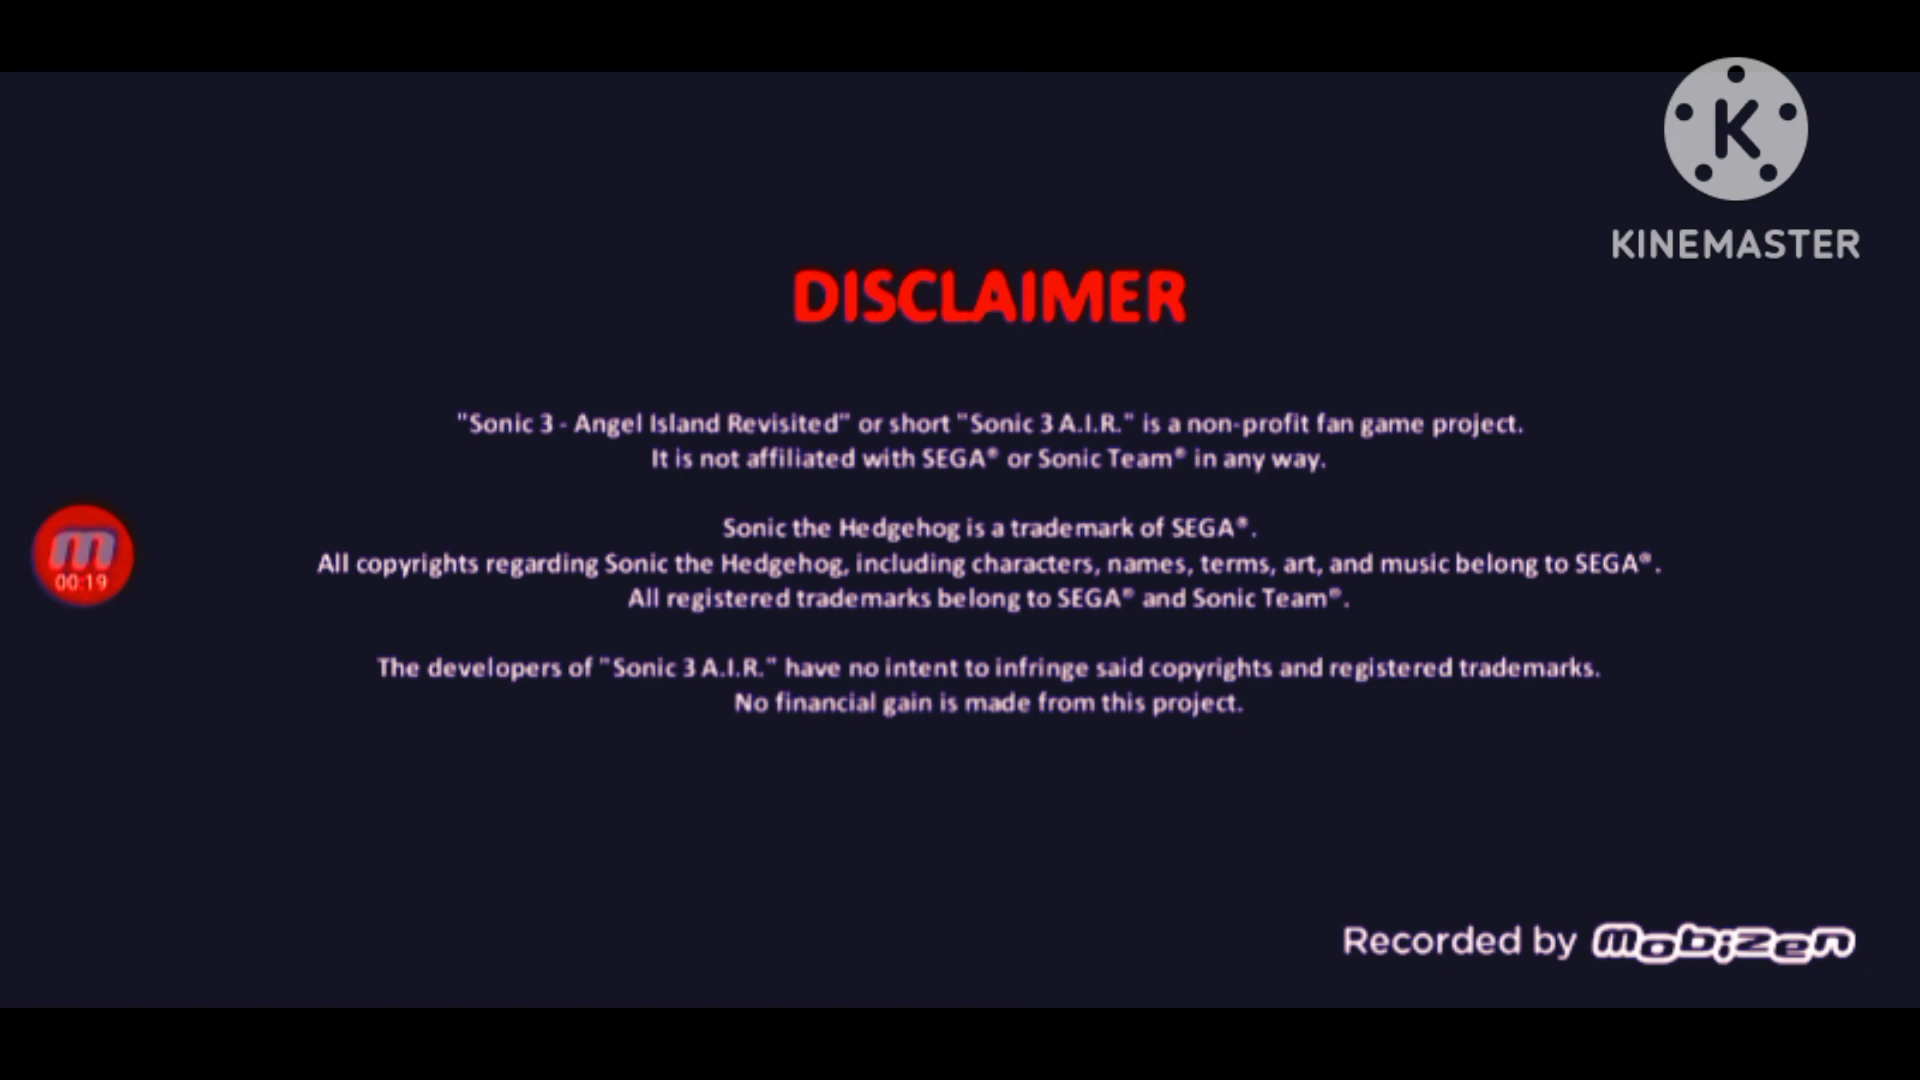 K
KINEMASTER
DISCLAIMER
"Sonic 3 - Angel Island Revisited" or short "Sonic 3 A.I.R." is a non-profit fan game project.
It is not affiliated with SEGA® or Sonic Team® in any way.
Sonic the Hedgehog is a trademark of SEGA®.
All copyrights regarding Sonic the Hedgehog, including characters, names, terms, art, and music belong to SEGA®.
All registered trademarks belong to SEGA® and Sonic Team®.
m
00:19
The developers of "Sonic 3 A.I.R." have no intent to infringe said copyrights and registered trademarks.
No financial gain is made from this project.
Recorded by mobizen